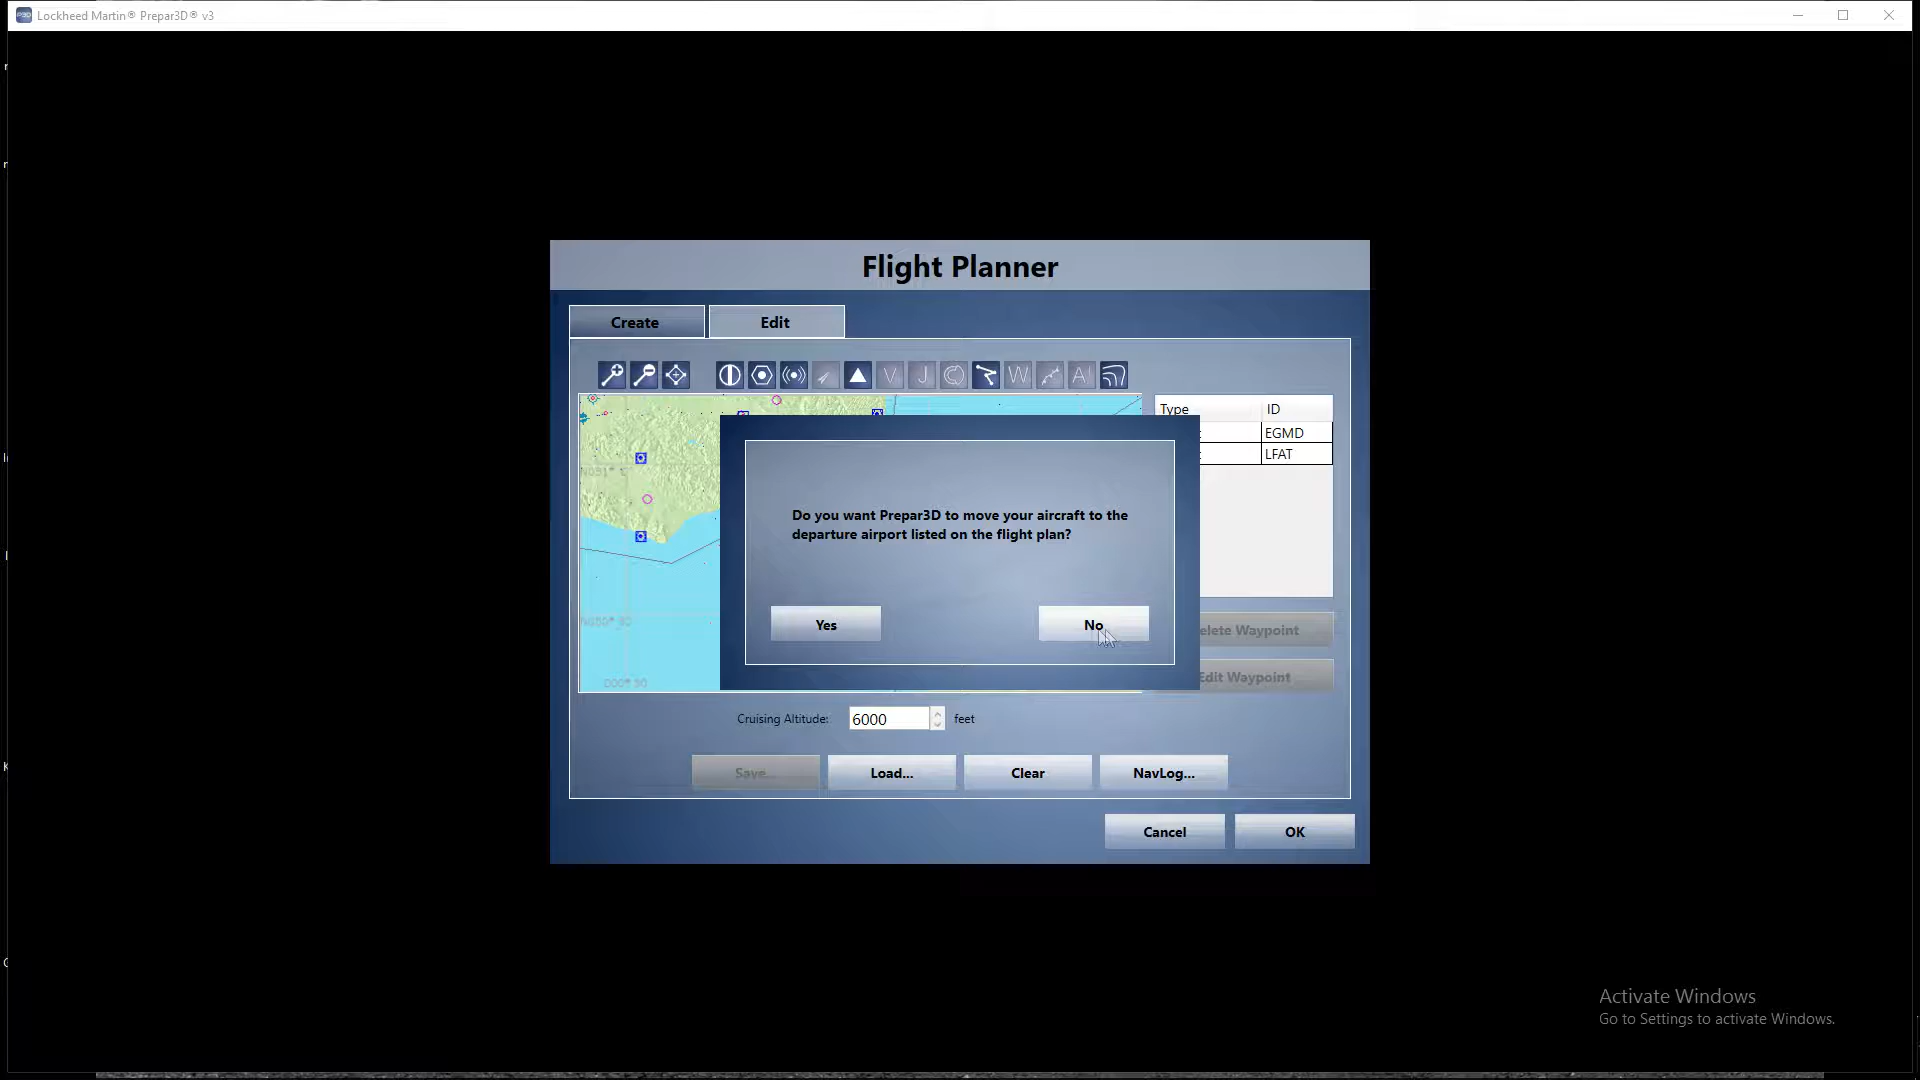 Lockheed Martin® Prepar3D® v3
Flight Planner
Create
Edit
V
J
W
A
Type
ID
EGMD
LFAT
Do you want Prepar3D to move your aircraft to the
departure airport listed on the flight plan?
Yes
No
elete Waypoint
Edit Waypoint
Cruising Altitude:
6000
feet
Save...
Load...
Clear
NavLog...
Cancel
OK
Activate Windows
Go to Settings to activate Windows.